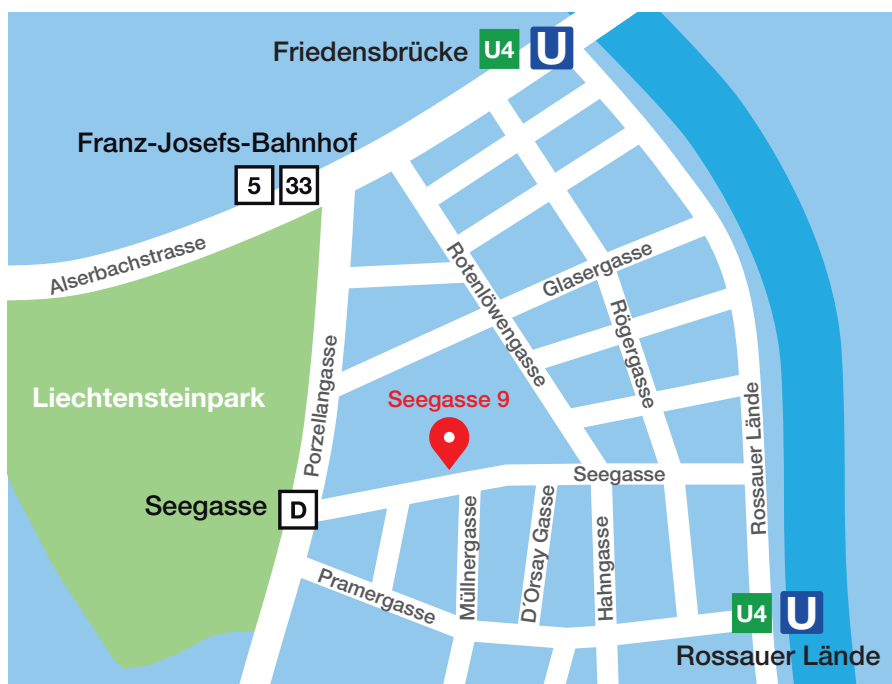 Friedensbrücke U4 U
Franz-Josefs-Bahnhof
5 33
Alserbachstrasse
Rotenlöwengasse
Glasergasse
Rögergasse
Porzellangasse
Liechtensteinpark
Seegasse 9
Rossauer Lände
Seegasse
Seegasse D
Müllnergasse
D´Orsay Gasse
Hahngasse
Pramergasse
U4 U
Rossauer Lände